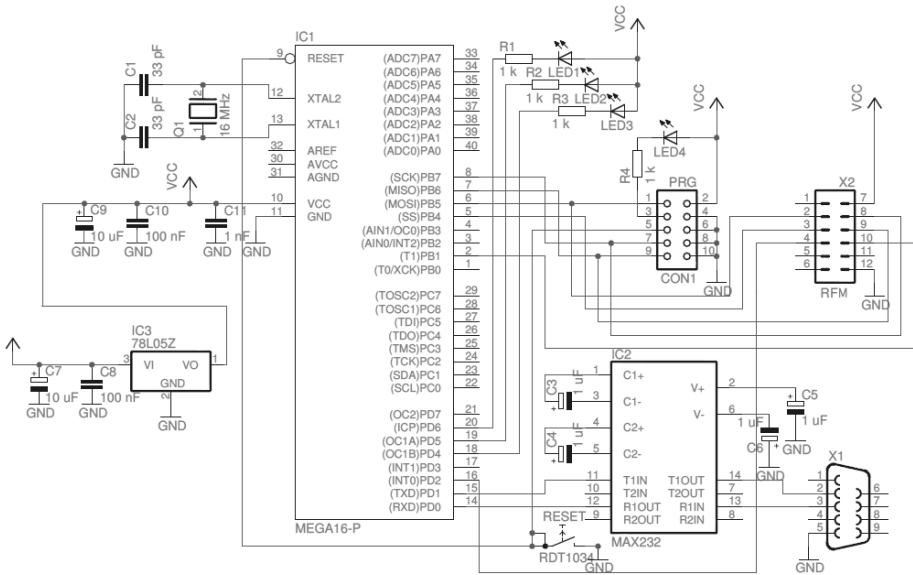 IC1
MEGA16-P
9 RESET
12 XTAL2
13 XTAL1
32 AREF
30 AVCC
31 AGND
10 VCC
11 GND
(ADC7)PA7 33
(ADC6)PA6 34
(ADC5)PA5 35
(ADC4)PA4 36
(ADC3)PA3 37
(ADC2)PA2 38
(ADC1)PA1 39
(ADC0)PA0 40
(SCK)PB7 8
(MISO)PB6 7
(MOSI)PB5 6
(SS)PB4 5
(AIN1/OC0)PB3 4
(AIN0/INT2)PB2 3
(T1)PB1 2
(T0/XCK)PB0 1
(TOSC2)PC7 29
(TOSC1)PC6 28
(TDI)PC5 27
(TDO)PC4 26
(TMS)PC3 25
(TCK)PC2 24
(SDA)PC1 23
(SCL)PC0 22
(OC2)PD7 21
(ICP)PD6 20
(OC1A)PD5 19
(OC1B)PD4 18
(INT1)PD3 17
(INT0)PD2 16
(TXD)PD1 15
(RXD)PD0 14
C1
33 pF
C2
33 pF
GND
Q1
2
1
16 MHz
VCC
C9
10 uF
GND
C10
100 nF
GND
C11
1 nF
GND
GND
IC3
78L05Z
3 VI
VO 1
GND
2
GND
C7
10 uF
GND
C8
100 nF
GND
R1
1 k
LED1
R2
1 k
LED2
R3
1 k
LED3
VCC
R4
1 k
LED4
VCC
PRG
1 2
3 4
5 6
7 8
9 10
CON1
GND
VCC
X2
1 7
2 8
3 9
4 10
5 11
6 12
RFM
GND
IC2
MAX232
1 C1+
3 C1-
4 C2+
5 C2-
11 T1IN
10 T2IN
12 R1OUT
9 R2OUT
V+ 2
V- 6
T1OUT 14
T2OUT 7
R1IN 13
R2IN 8
C3
1 uF
C4
1 uF
C5
1 uF
GND
1 uF
C6
GND
X1
1
2
3
4
5
6
7
8
9
GND
RESET
RDT1034
GND